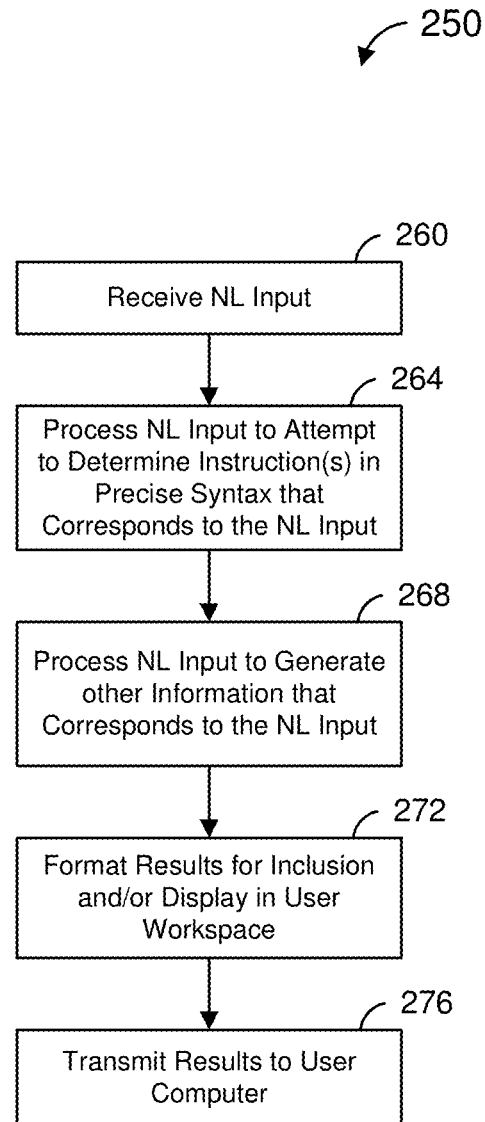 250
260
Receive NL Input
264
Process NL Input to Attempt
to Determine Instruction(s) in
Precise Syntax that
Corresponds to the NL Input
268
Process NL Input to Generate
other Information that
Corresponds to the NL Input
272
Format Results for Inclusion
and/or Display in User
Workspace
276
Transmit Results to User
Computer